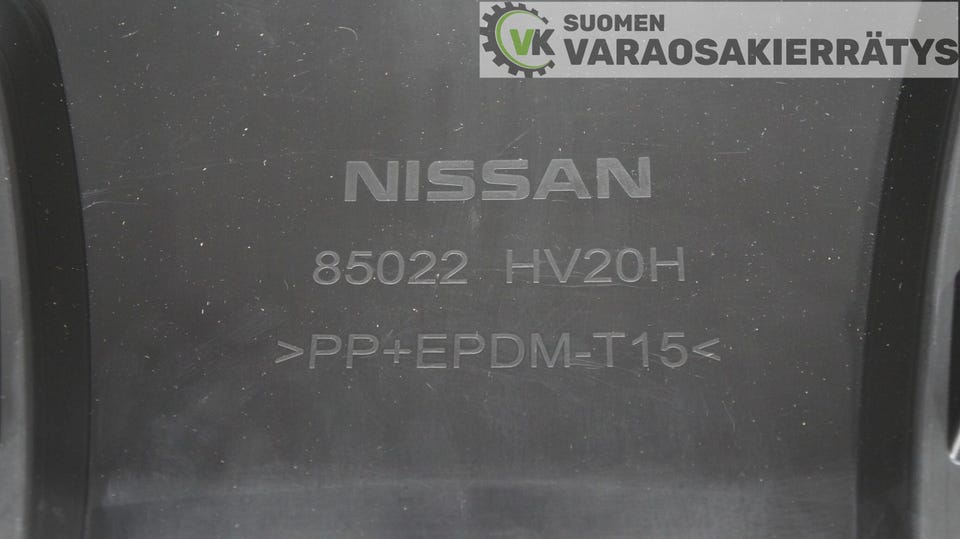 VK SUOMEN
VARAOSAKIERRÄTYS
NISSAN
85022 HV20H
>PP+EPDM-T15<